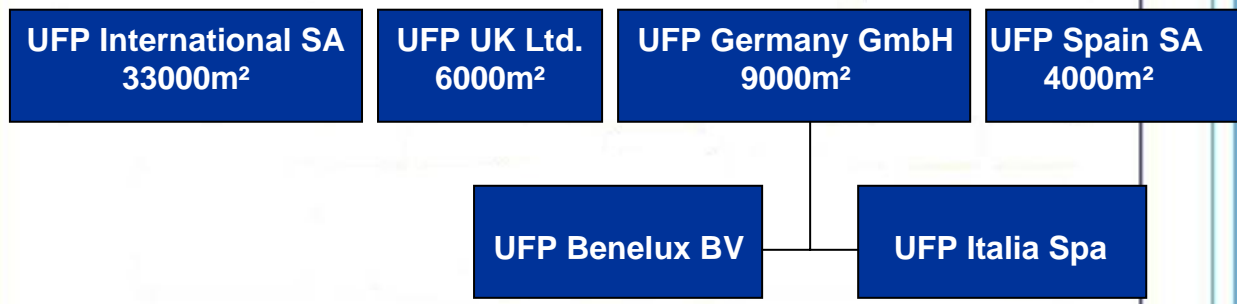 UFP International SA
33000m²
UFP UK Ltd.
6000m²
UFP Germany GmbH
9000m²
UFP Spain SA
4000m²
UFP Benelux BV
UFP Italia Spa